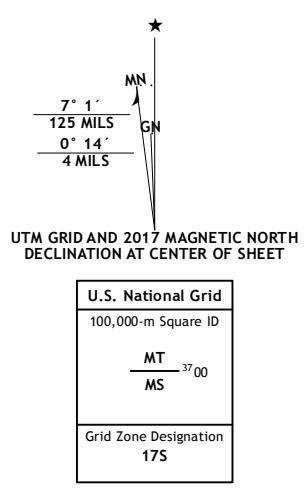 ★
MN
7° 1´
125 MILS
GN
0° 14´
4 MILS
UTM GRID AND 2017 MAGNETIC NORTH
DECLINATION AT CENTER OF SHEET
U.S. National Grid
100,000-m Square ID
MT
3700
MS
Grid Zone Designation
17S